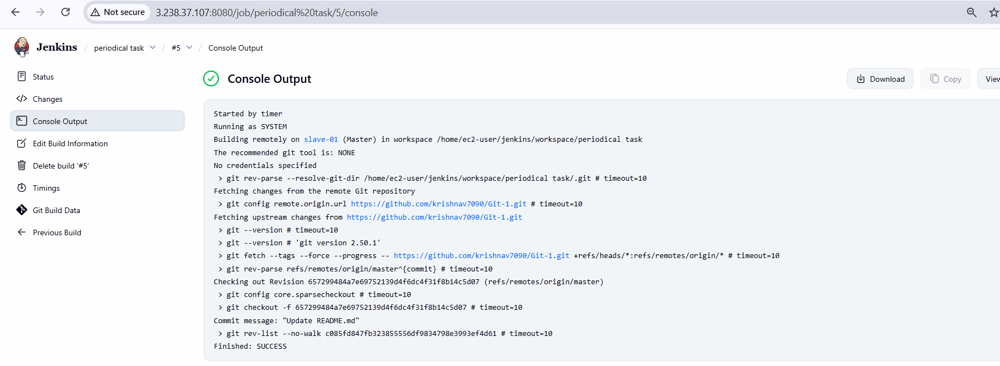 Not secure 3.238.37.107:8080/job/periodical%20task/5/console
Jenkins / periodical task / #5 / Console Output
Status
Changes
Console Output
Edit Build Information
Delete build ‘#5’
Timings
Git Build Data
Previous Build
Console Output
Download
Copy
View
Started by timer
Running as SYSTEM
Building remotely on slave-01 (Master) in workspace /home/ec2-user/jenkins/workspace/periodical task
The recommended git tool is: NONE
No credentials specified
> git rev-parse --resolve-git-dir /home/ec2-user/jenkins/workspace/periodical task/.git # timeout=10
Fetching changes from the remote Git repository
> git config remote.origin.url https://github.com/krishnav7090/Git-1.git # timeout=10
Fetching upstream changes from https://github.com/krishnav7090/Git-1.git
> git --version # timeout=10
> git --version # 'git version 2.50.1'
> git fetch --tags --force --progress -- https://github.com/krishnav7090/Git-1.git +refs/heads/*:refs/remotes/origin/* # timeout=10
> git rev-parse refs/remotes/origin/master^{commit} # timeout=10
Checking out Revision 657299484a7e69752139d4f6dc4f31f8b14c5d07 (refs/remotes/origin/master)
> git config core.sparsecheckout # timeout=10
> git checkout -f 657299484a7e69752139d4f6dc4f31f8b14c5d07 # timeout=10
Commit message: "Update README.md"
> git rev-list --no-walk c085fd847fb323855556df9834798e3993ef4d61 # timeout=10
Finished: SUCCESS